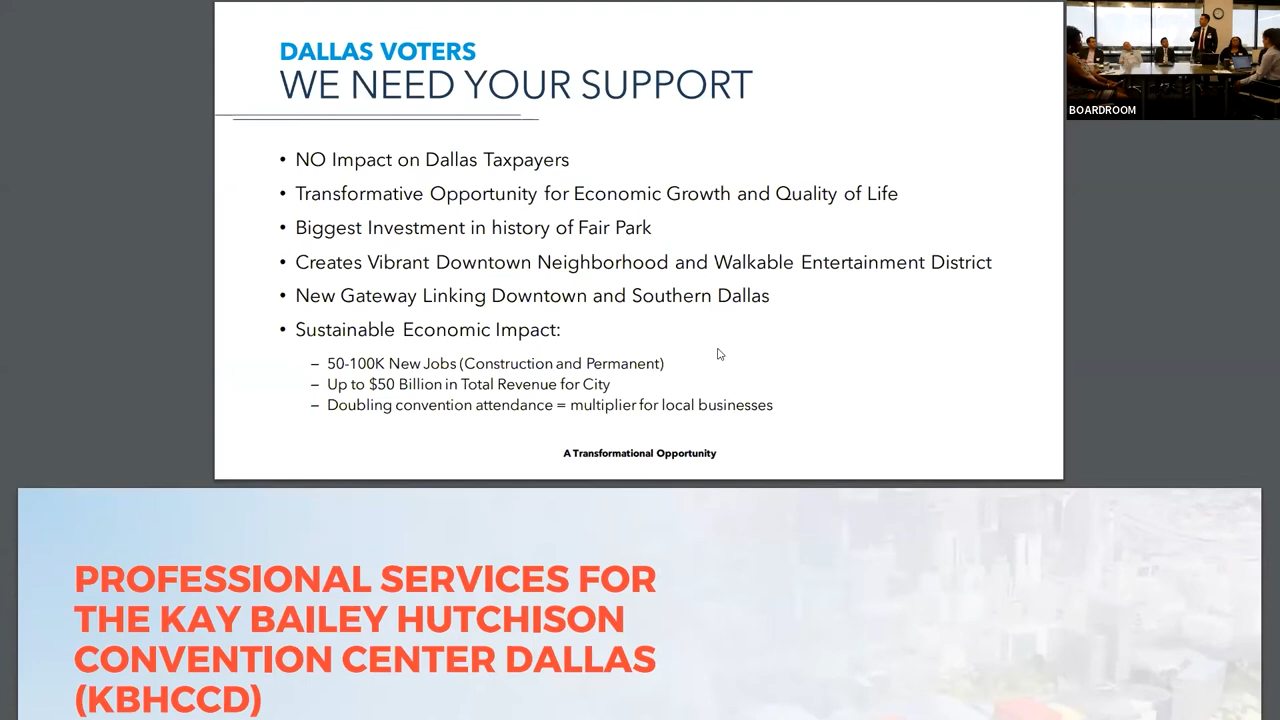 DALLAS VOTERS
WE NEED YOUR SUPPORT
• NO Impact on Dallas Taxpayers
• Transformative Opportunity for Economic Growth and Quality of Life
• Biggest Investment in history of Fair Park
• Creates Vibrant Downtown Neighborhood and Walkable Entertainment District
• New Gateway Linking Downtown and Southern Dallas
• Sustainable Economic Impact:
– 50-100K New Jobs (Construction and Permanent)
– Up to $50 Billion in Total Revenue for City
– Doubling convention attendance = multiplier for local businesses
A Transformational Opportunity
BOARDROOM
PROFESSIONAL SERVICES FOR
THE KAY BAILEY HUTCHISON
CONVENTION CENTER DALLAS
(KBHCCD)